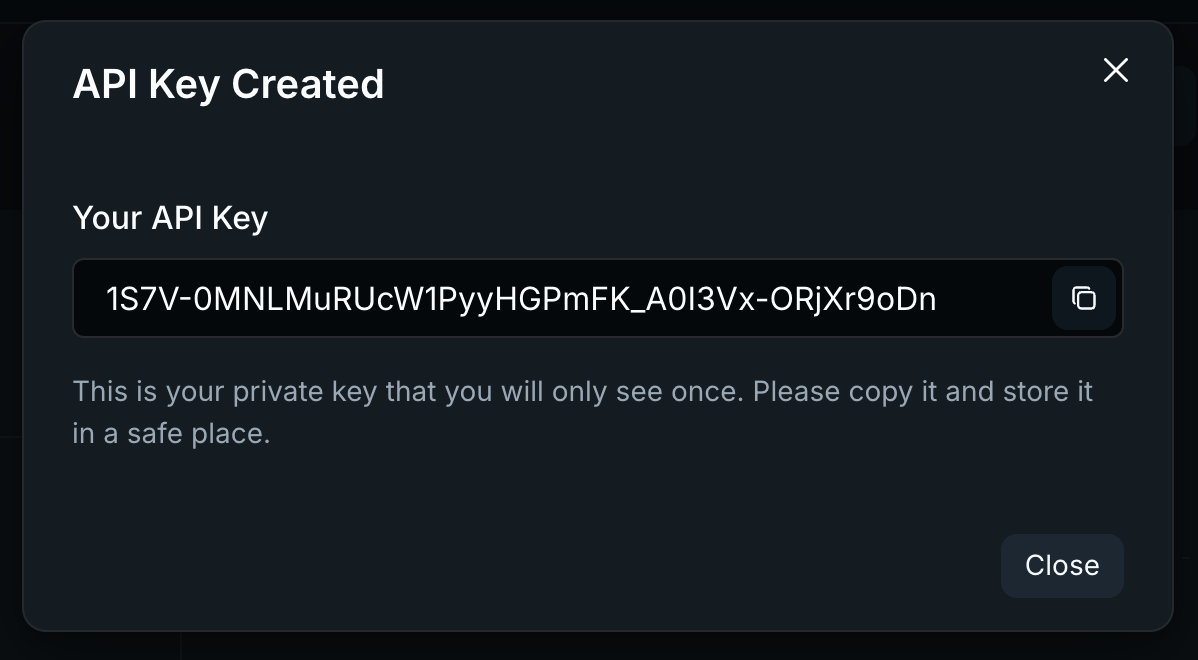 API Key Created
Your API Key
1S7V-0MNLMuRUcW1PyyHGPmFK_A0I3Vx-ORjXr9oDn
This is your private key that you will only see once. Please copy it and store it
in a safe place.
Close